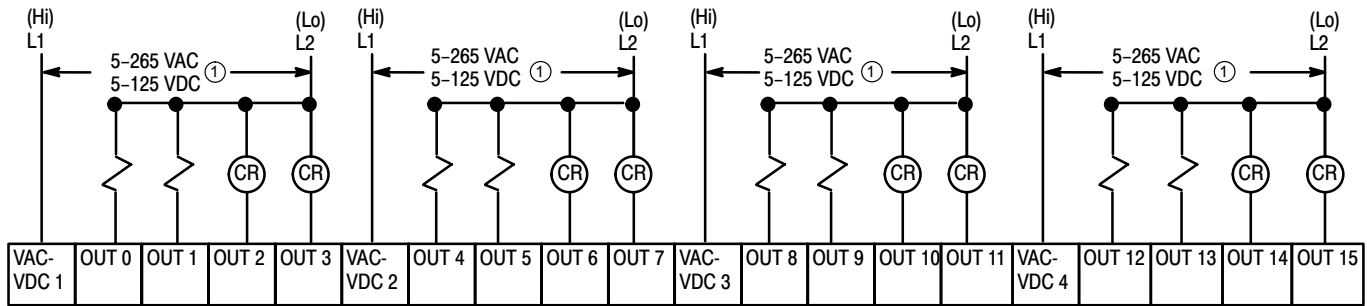 (Hi) (Lo) (Hi) (Lo) (Hi) (Lo) (Hi) (Lo)
L1 L2 L1 L2 L1 L2 L1 L2
5–265 VAC 5–265 VAC 5–265 VAC 5–265 VAC
5–125 VDC ① 5–125 VDC ① 5–125 VDC ① 5–125 VDC ①
CR CR CR CR CR CR CR CR
VAC- OUT 0 OUT 1 OUT 2 OUT 3 VAC- OUT 4 OUT 5 OUT 6 OUT 7 VAC- OUT 8 OUT 9 OUT 10 OUT 11 VAC- OUT 12 OUT 13 OUT 14 OUT 15
VDC 1 VDC 2 VDC 3 VDC 4